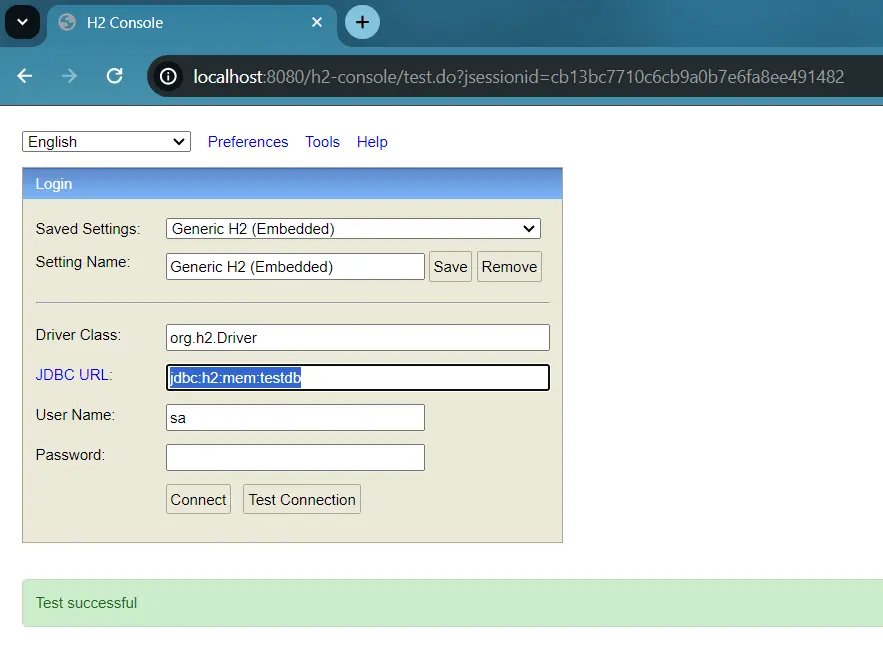 H2 Console
localhost:8080/h2-console/test.do?jsessionid=cb13bc7710c6cb9a0b7e6fa8ee491482
English Preferences Tools Help
Login
Saved Settings: Generic H2 (Embedded)
Setting Name: Generic H2 (Embedded) Save Remove
Driver Class: org.h2.Driver
JDBC URL: jdbc:h2:mem:testdb
User Name: sa
Password:
Connect Test Connection
Test successful